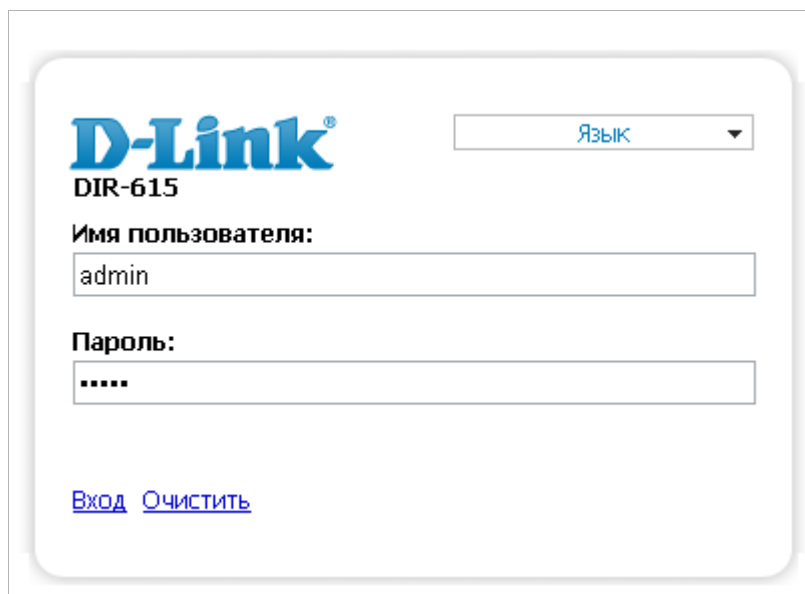 D-Link®
Язык
DIR-615
Имя пользователя:
admin
Пароль:
•••••
Вход Очистить